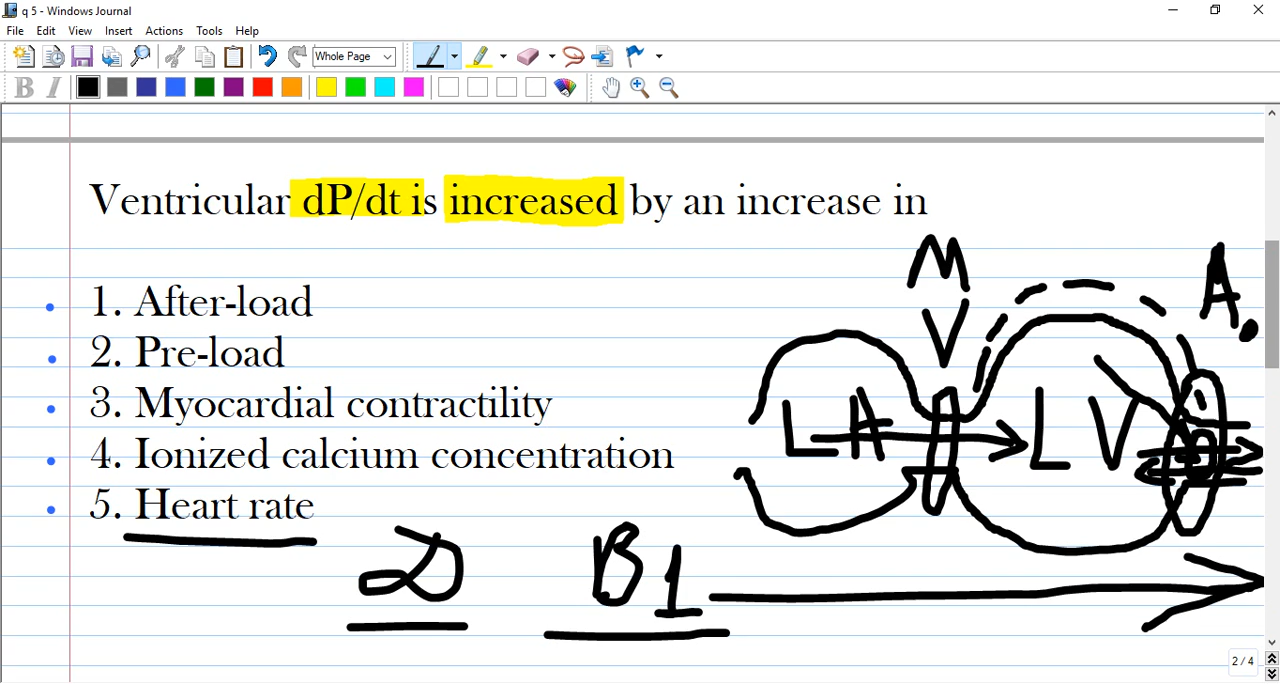 q 5 - Windows Journal
File Edit View Insert Actions Tools Help
Whole Page
B I
Ventricular dP/dt is increased by an increase in
• 1. After-load
• 2. Pre-load
• 3. Myocardial contractility
• 4. Ionized calcium concentration
• 5. Heart rate
M
V
A.
LA
LV
B1
2 / 4